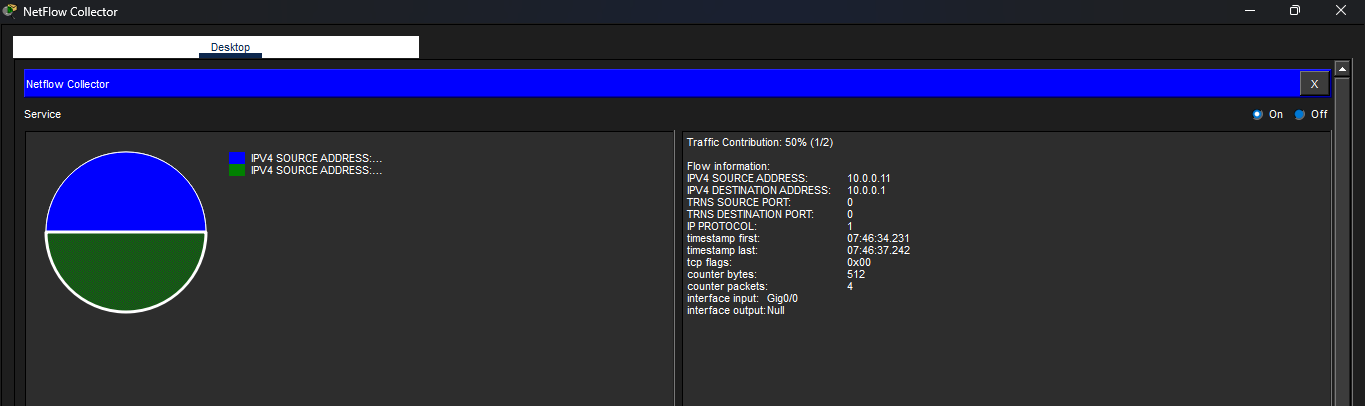 NetFlow Collector
Desktop
Netflow Collector
X
Service
On
Off
IPV4 SOURCE ADDRESS:...
IPV4 SOURCE ADDRESS:...
Traffic Contribution: 50% (1/2)
Flow information:
IPV4 SOURCE ADDRESS: 10.0.0.11
IPV4 DESTINATION ADDRESS: 10.0.0.1
TRNS SOURCE PORT: 0
TRNS DESTINATION PORT: 0
IP PROTOCOL: 1
timestamp first: 07:46:34.231
timestamp last: 07:46:37.242
tcp flags: 0x00
counter bytes: 512
counter packets: 4
interface input: Gig0/0
interface output: Null